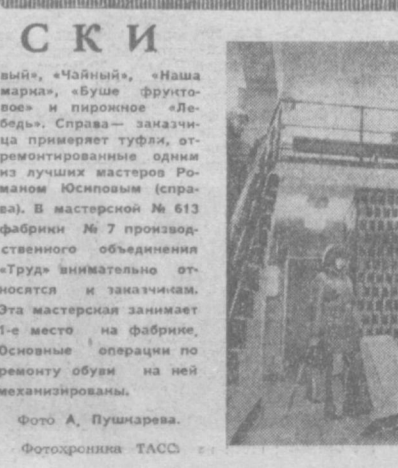 СКИ
вый», «Чайный», «Наша
марка», «Буше фрукто-
вое» и пирожное «Ле-
бедь». Справа— заказчи-
ца примеряет туфли, от-
ремонтированные одним
из лучших мастеров Ро-
маном Юсиповым (спра-
ва). В мастерской № 613
фабрики № 7 производ-
ственного объединения
«Труд» внимательно от-
носятся к заказчикам.
Эта мастерская занимает
1-е место на фабрике.
Основные операции по
ремонту обуви на ней
механизированы.
Фото А. Пушкарева.
Фотохроника ТАСС.